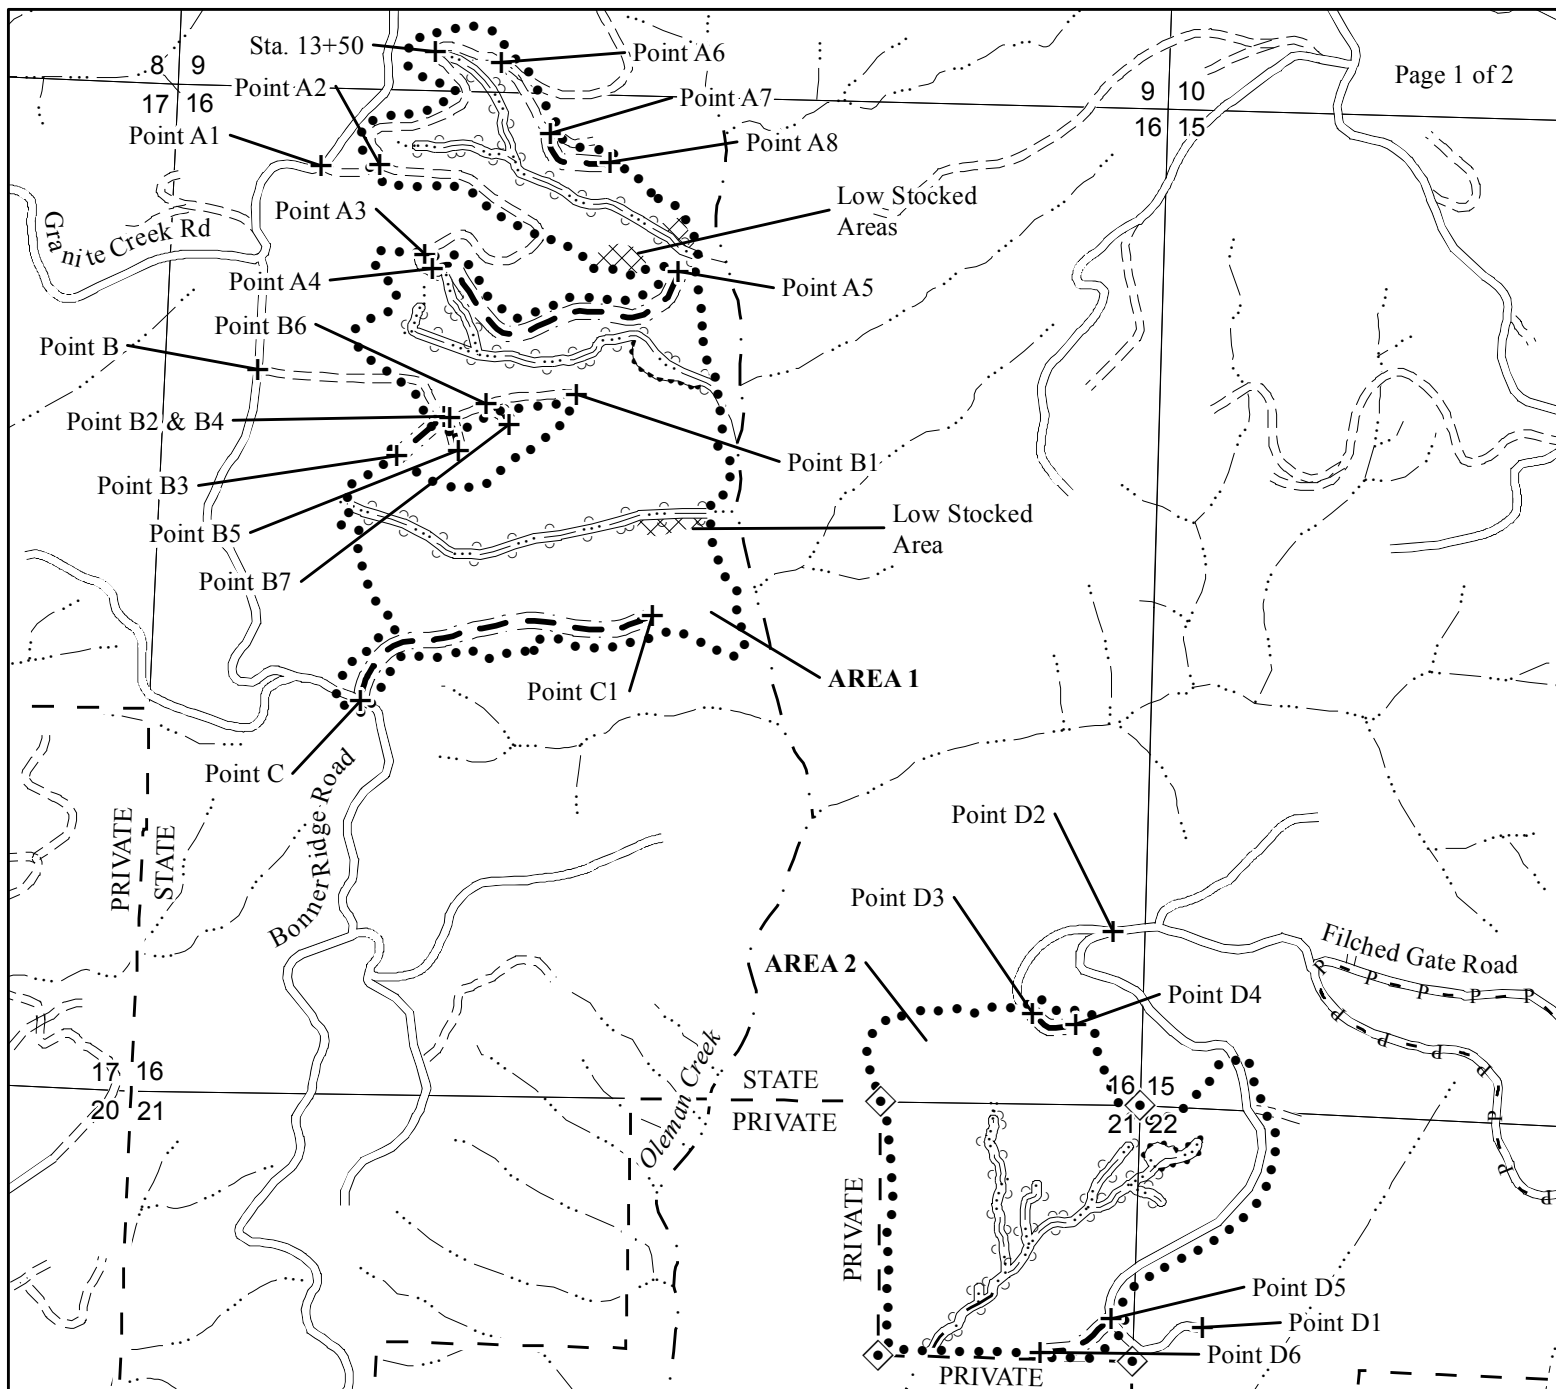 Sta. 13+50
Point A6
8 9
17 16
Point A2
Point A7
9 10
16 15
Page 1 of 2
Point A1
Point A8
Low Stocked
Areas
Point A3
Granite Creek Rd
Point A4
Point A5
Point B6
Point B
Point B2 & B4
Point B1
Point B3
Point B5
Low Stocked
Area
Point B7
AREA 1
Point C1
Point C
Bonner Ridge Road
PRIVATE
STATE
Point D2
Point D3
AREA 2
Filched Gate Road
P P P P P
P P P P P P P
Point D4
Oleman Creek
17 16
20 21
STATE
PRIVATE
16 15
21 22
PRIVATE
Point D5
Point D1
Point D6
PRIVATE